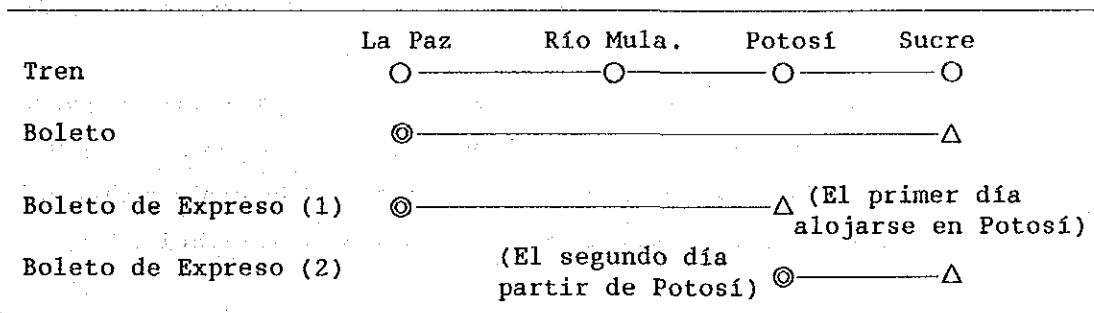 La Paz Río Mula. Potosí Sucre
Tren
Boleto
Boleto de Expreso (1) (El primer día
alojarse en Potosí)
Boleto de Expreso (2) (El segundo día
partir de Potosí)